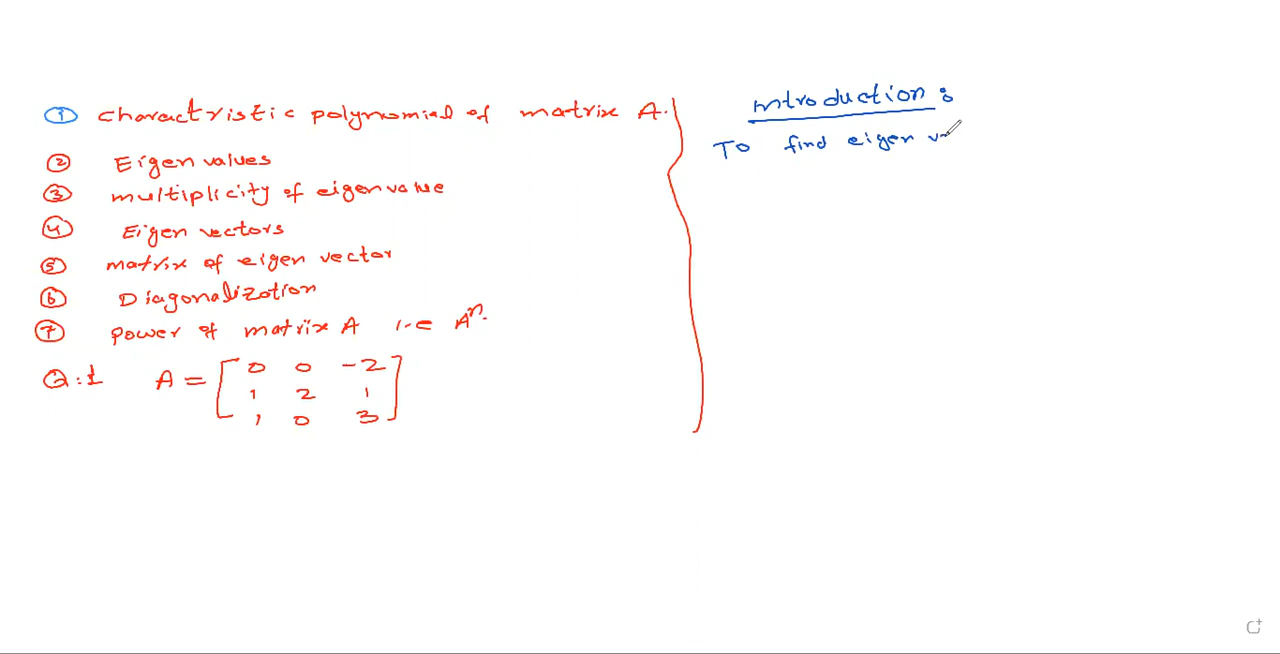 ① characteristic polynomial of matrix A.
② Eigen values
③ multiplicity of eigenvalue
④ Eigen vectors
⑤ matrix of eigen vector
⑥ Diagonalization
⑦ power of matrix A i.e Aⁿ.
Q:1 A = [ 0 0 -2
1 2 1
1 0 3 ]
Introduction :
To find eigen